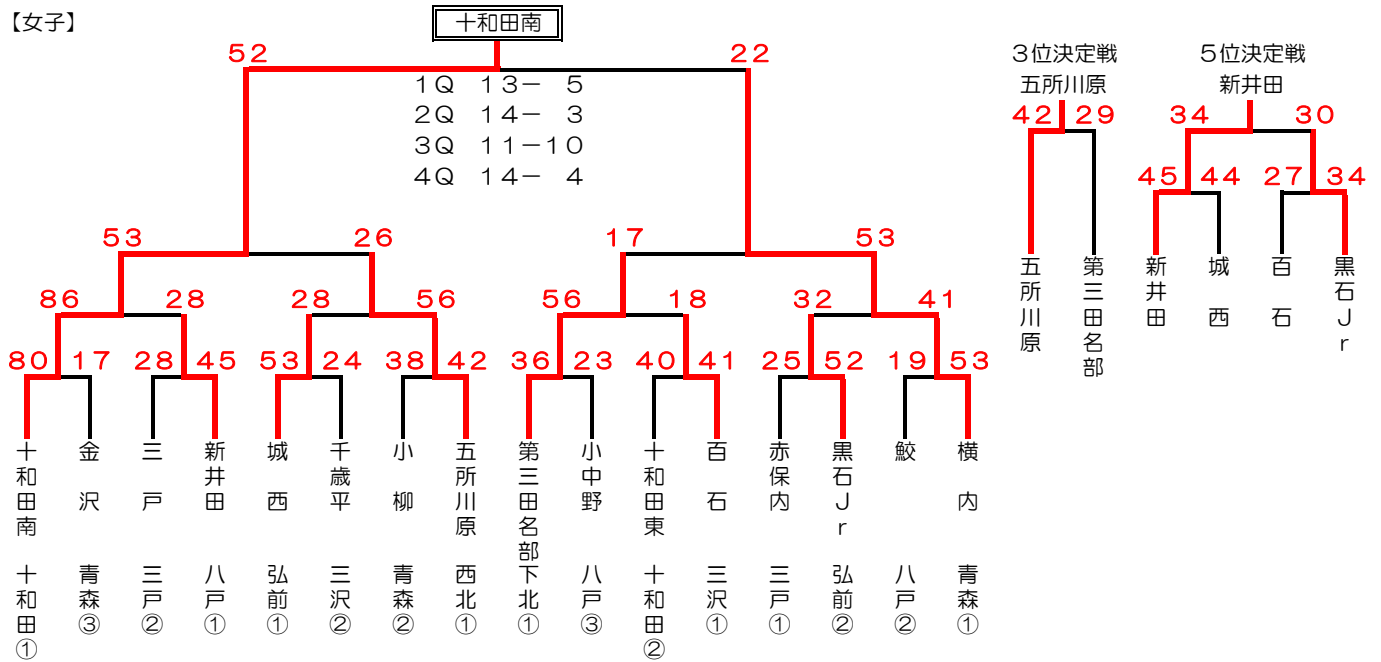 【女子】
十和田南
52
22
1Q 13－ 5
2Q 14－ 3
3Q 11－10
4Q 14－ 4
53
26
17
53
86
28
28
56
56
18
32
41
80
17
28
45
53
24
38
42
36
23
40
41
25
52
19
53
十和田南
金沢
三戸
新井田
城西
千歳平
小柳
五所川原
第三田名部
小中野
十和田東
百石
赤保内
黒石Jr
鮫
横内
十和田①
青森③
三戸②
八戸①
弘前①
三沢②
青森②
西北①
下北①
八戸③
十和田②
三沢①
三戸①
弘前②
八戸②
青森①
3位決定戦
五所川原
42
29
五所川原
第三田名部
5位決定戦
新井田
34
30
45
44
27
34
新井田
城西
百石
黒石Jr